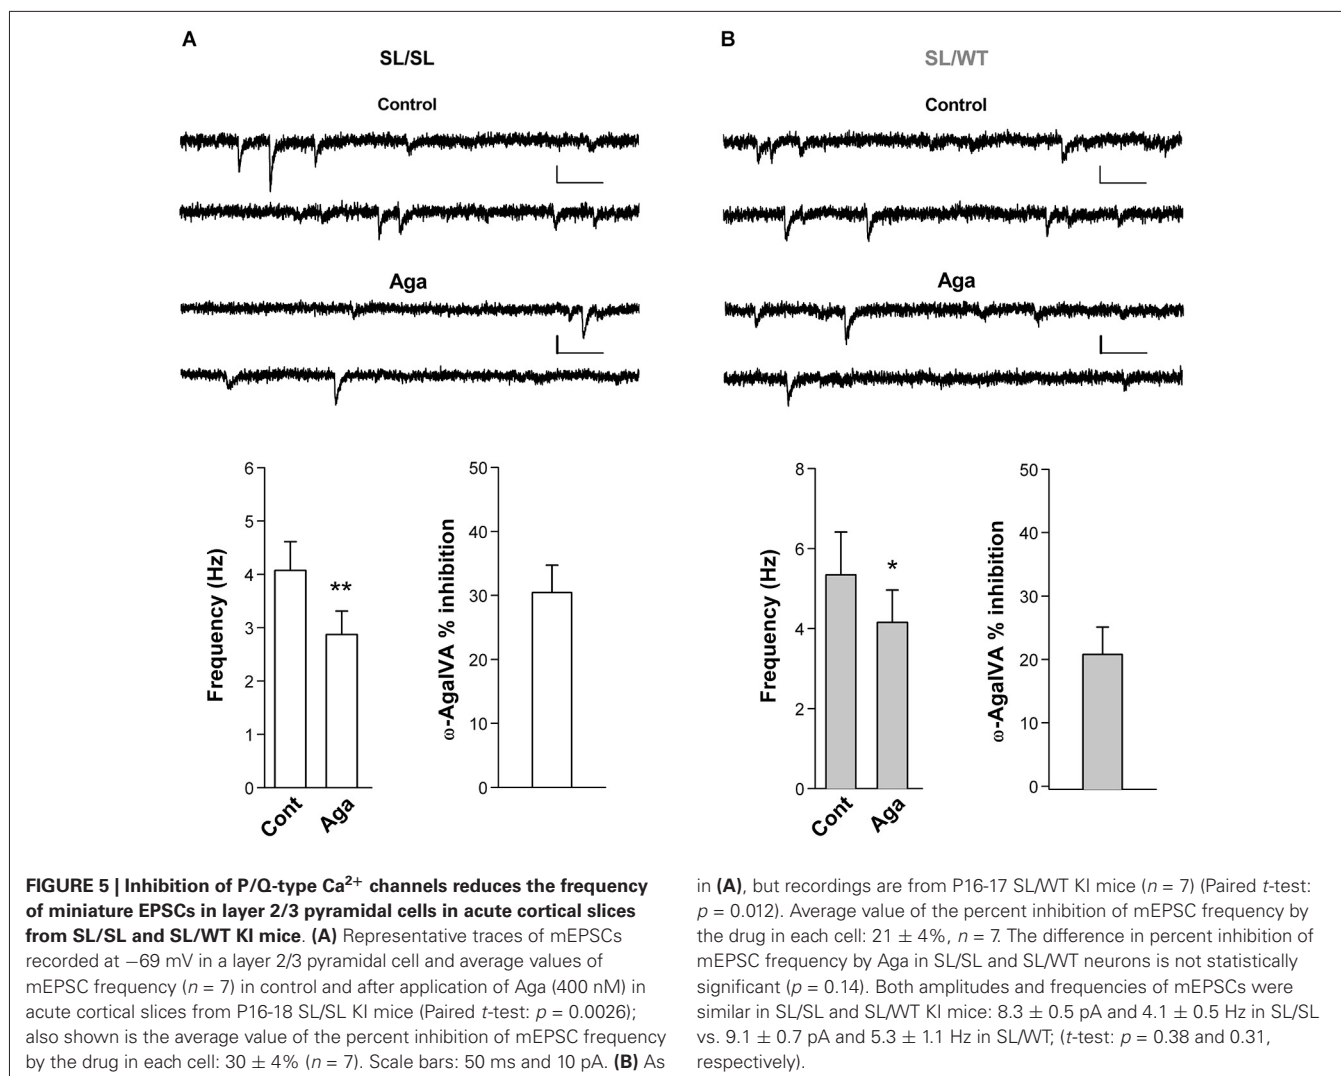 A
SL/SL
Control
Aga
6
5
4
3
2
1
0
Frequency (Hz)
**
Cont
Aga
50
40
30
20
10
0
ω-AgaIVA % inhibition
B
SL/WT
Control
Aga
8
6
4
2
0
Frequency (Hz)
*
Cont
Aga
50
40
30
20
10
0
ω-AgaIVA % inhibition
FIGURE 5 | Inhibition of P/Q-type Ca2+ channels reduces the frequency
of miniature EPSCs in layer 2/3 pyramidal cells in acute cortical slices
from SL/SL and SL/WT KI mice. (A) Representative traces of mEPSCs
recorded at −69 mV in a layer 2/3 pyramidal cell and average values of
mEPSC frequency (n = 7) in control and after application of Aga (400 nM) in
acute cortical slices from P16-18 SL/SL KI mice (Paired t-test: p = 0.0026);
also shown is the average value of the percent inhibition of mEPSC frequency
by the drug in each cell: 30 ± 4% (n = 7). Scale bars: 50 ms and 10 pA. (B) As
in (A), but recordings are from P16-17 SL/WT KI mice (n = 7) (Paired t-test:
p = 0.012). Average value of the percent inhibition of mEPSC frequency by
the drug in each cell: 21 ± 4%, n = 7. The difference in percent inhibition of
mEPSC frequency by Aga in SL/SL and SL/WT neurons is not statistically
significant (p = 0.14). Both amplitudes and frequencies of mEPSCs were
similar in SL/SL and SL/WT KI mice: 8.3 ± 0.5 pA and 4.1 ± 0.5 Hz in SL/SL
vs. 9.1 ± 0.7 pA and 5.3 ± 1.1 Hz in SL/WT; (t-test: p = 0.38 and 0.31,
respectively).